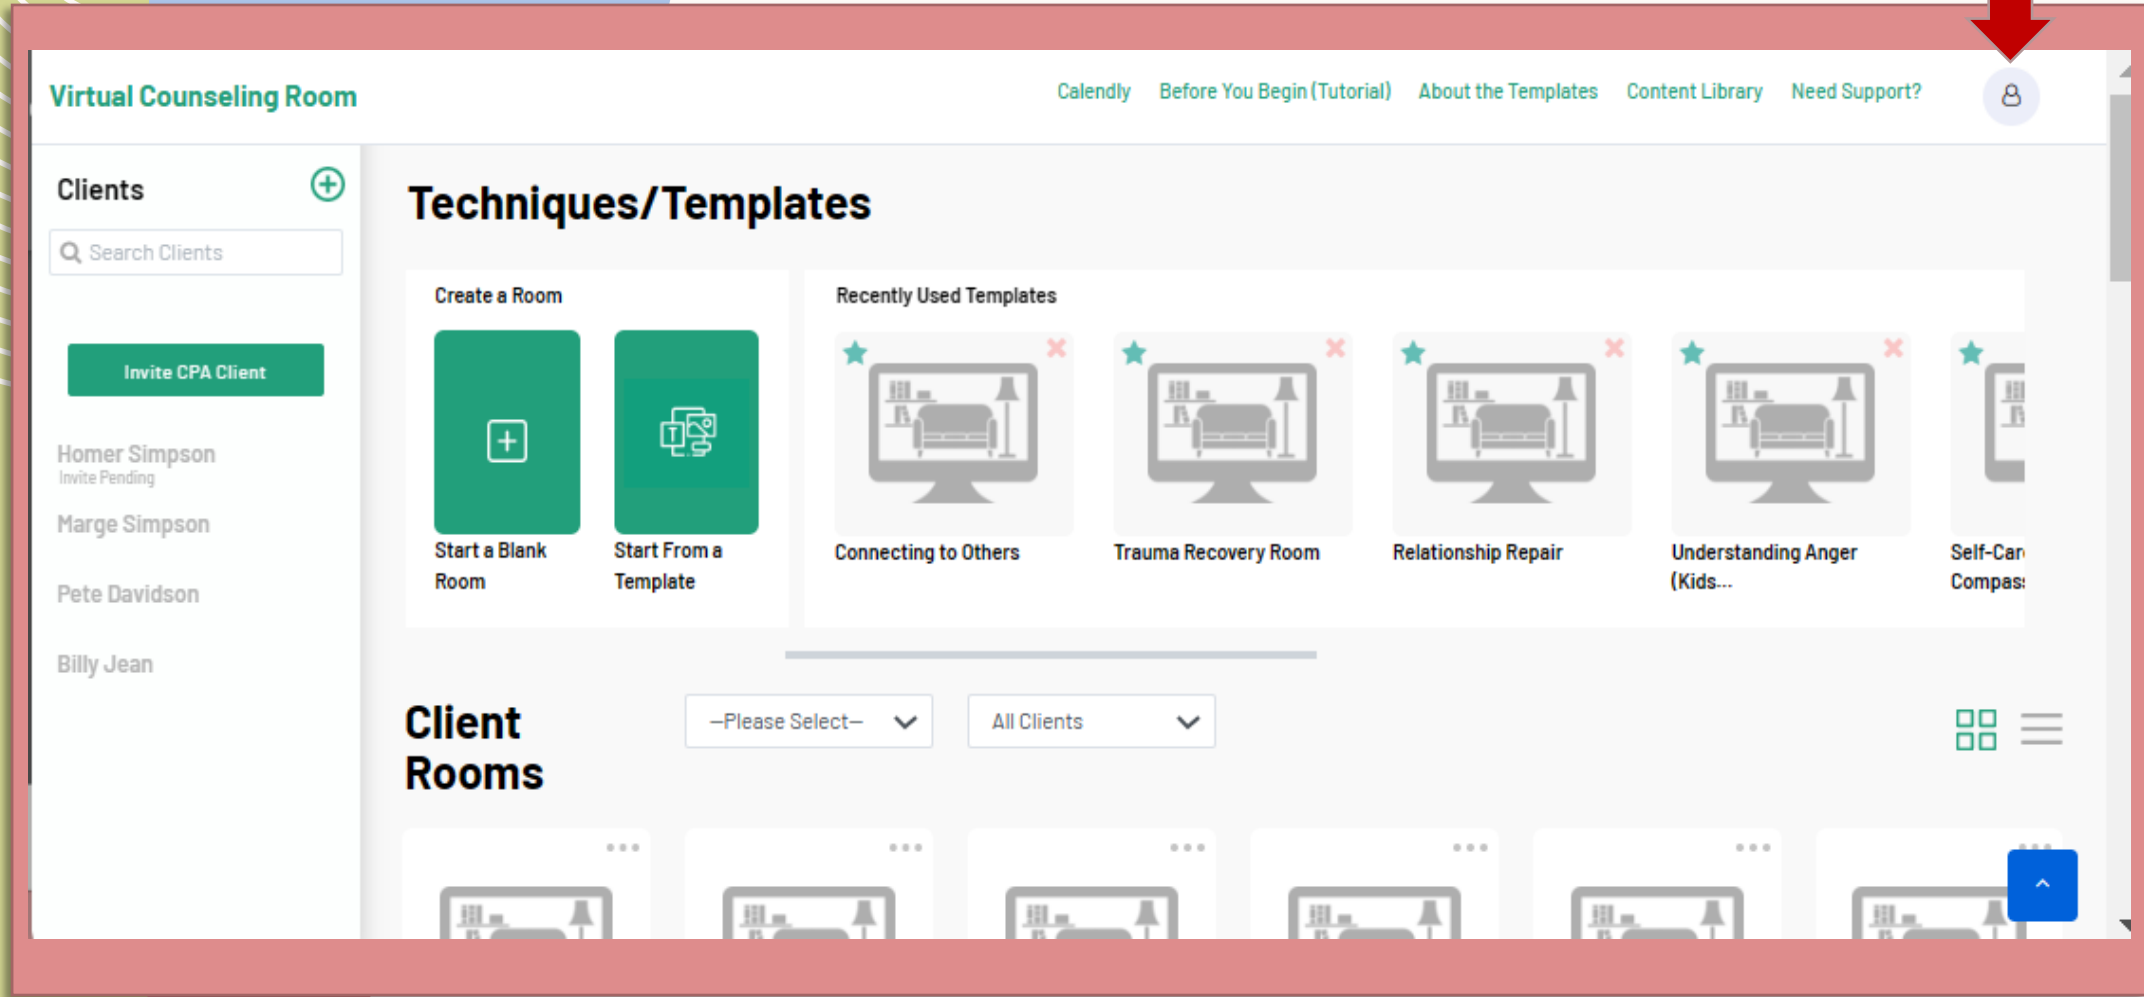 Virtual Counseling Room
Calendly
Before You Begin (Tutorial)
About the Templates
Content Library
Need Support?
Clients
Search Clients
Invite CPA Client
Homer Simpson
Invite Pending
Marge Simpson
Pete Davidson
Billy Jean
Techniques/Templates
Create a Room
Start a Blank
Room
Start From a
Template
Recently Used Templates
Connecting to Others
Trauma Recovery Room
Relationship Repair
Understanding Anger
(Kids...
Self-Car
Compas
Client
Rooms
—Please Select—
All Clients